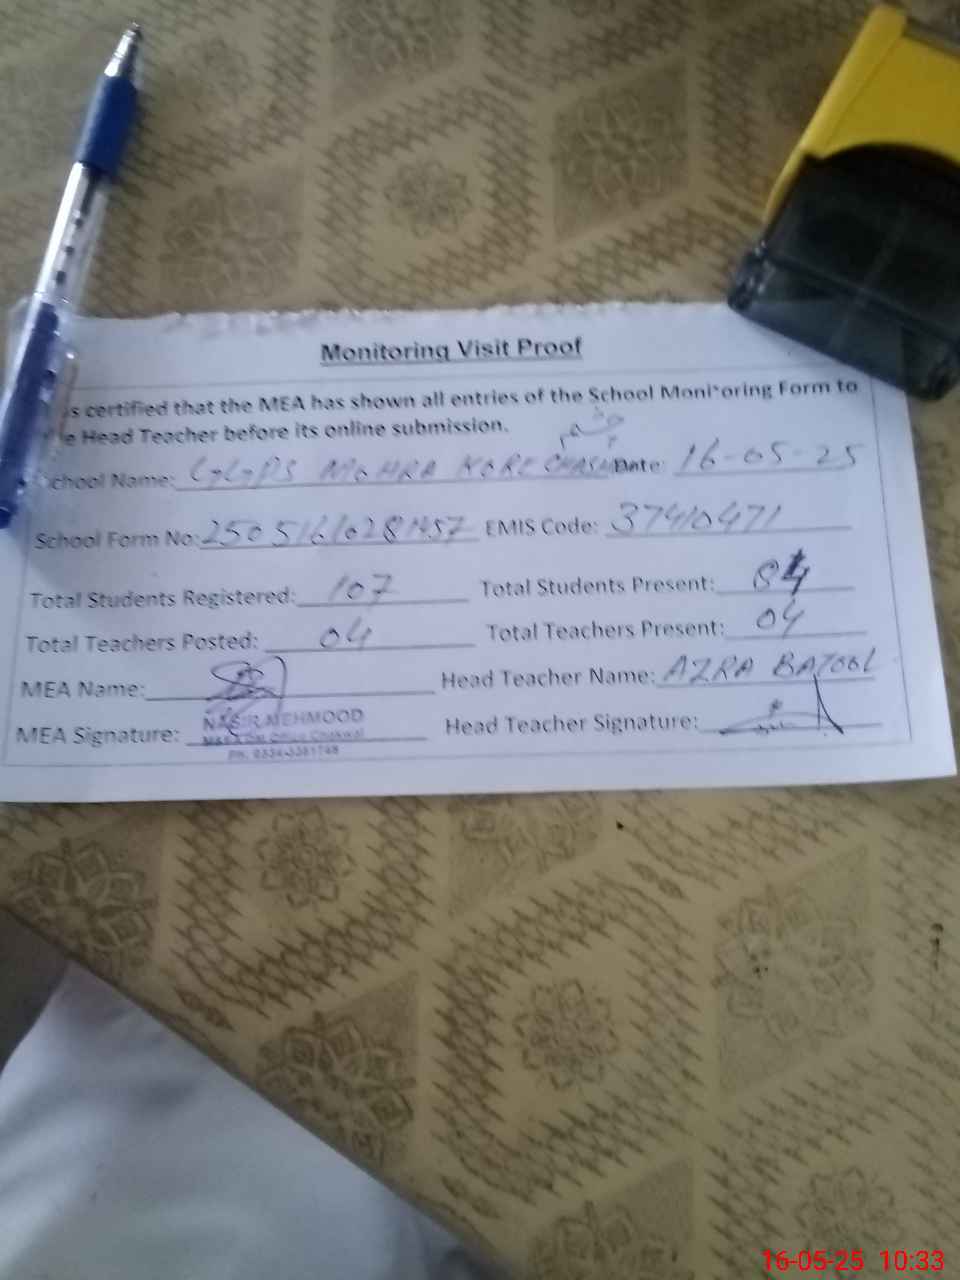 Monitoring Visit Proof
is certified that the MEA has shown all entries of the School Monitoring Form to
e Head Teacher before its online submission.
School Name: GGPS MOHRA KORECHASHM Date: 16-05-25
School Form No: EMIS Code: 37410471
Total Students Registered: 107 Total Students Present: 84
Total Teachers Posted: 04 Total Teachers Present: 04
MEA Name: Head Teacher Name: AZRA BATOOL
MEA Signature: NASIR MEHMOOD Head Teacher Signature:
16-05-25 10:33